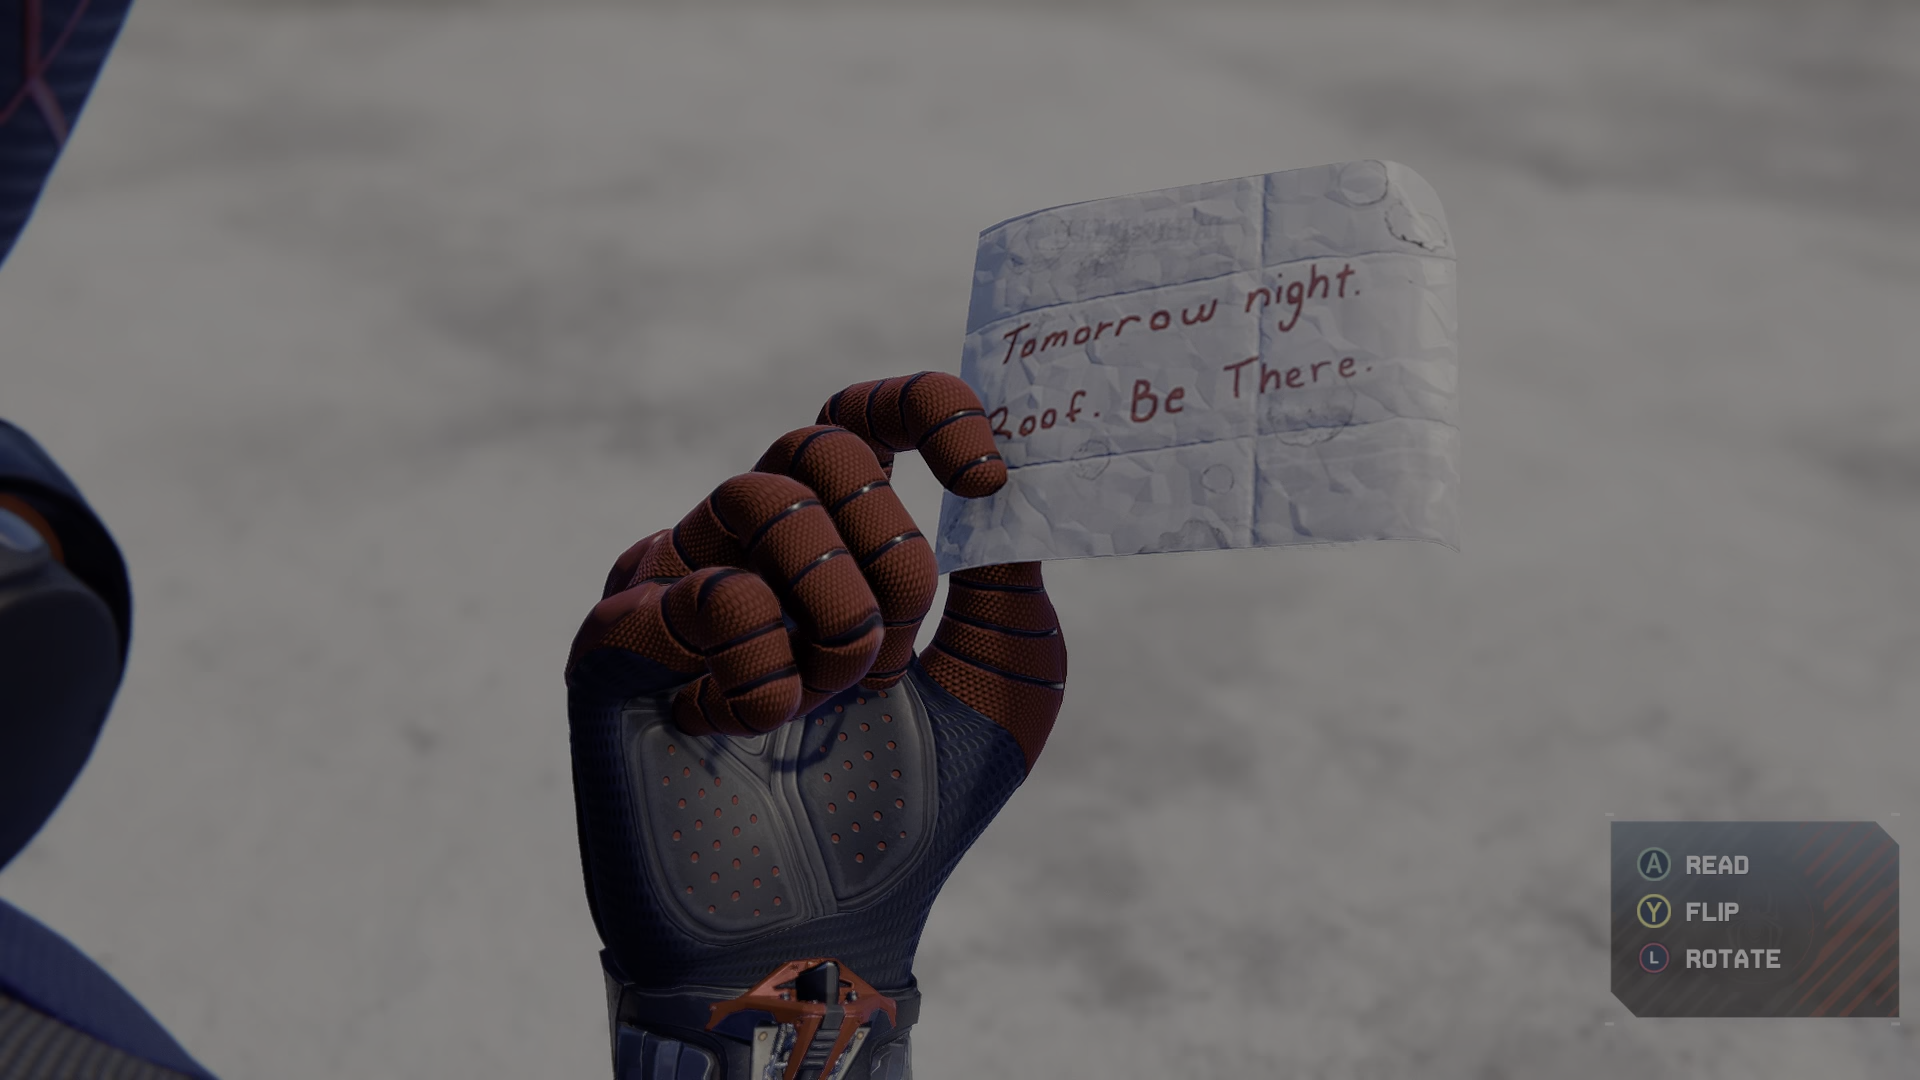 Tomorrow night.
Roof. Be There.
A READ
Y FLIP
L ROTATE